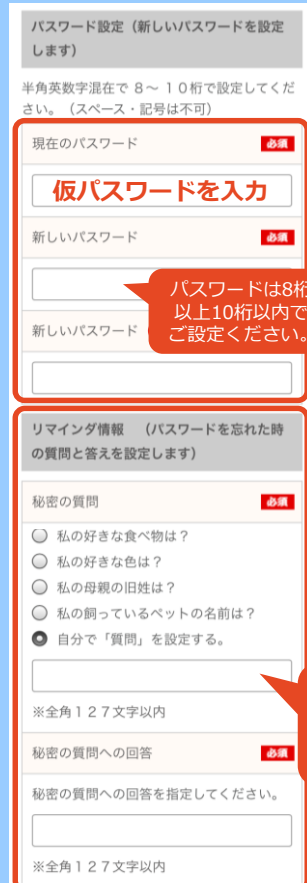 パスワード設定（新しいパスワードを設定
します）
半角英数字混在で８～１０桁で設定してくだ
さい。（スペース・記号は不可）
現在のパスワード 必須
仮パスワードを入力
新しいパスワード 必須
パスワードは8桁
以上10桁以内で
ご設定ください。
新しいパスワード
リマインダ情報　（パスワードを忘れた時
の質問と答えを設定します）
秘密の質問 必須
私の好きな食べ物は？
私の好きな色は？
私の母親の旧姓は？
私の飼っているペットの名前は？
自分で「質問」を設定する。
※全角１２７文字以内
秘密の質問への回答 必須
秘密の質問への回答を指定してください。
※全角１２７文字以内